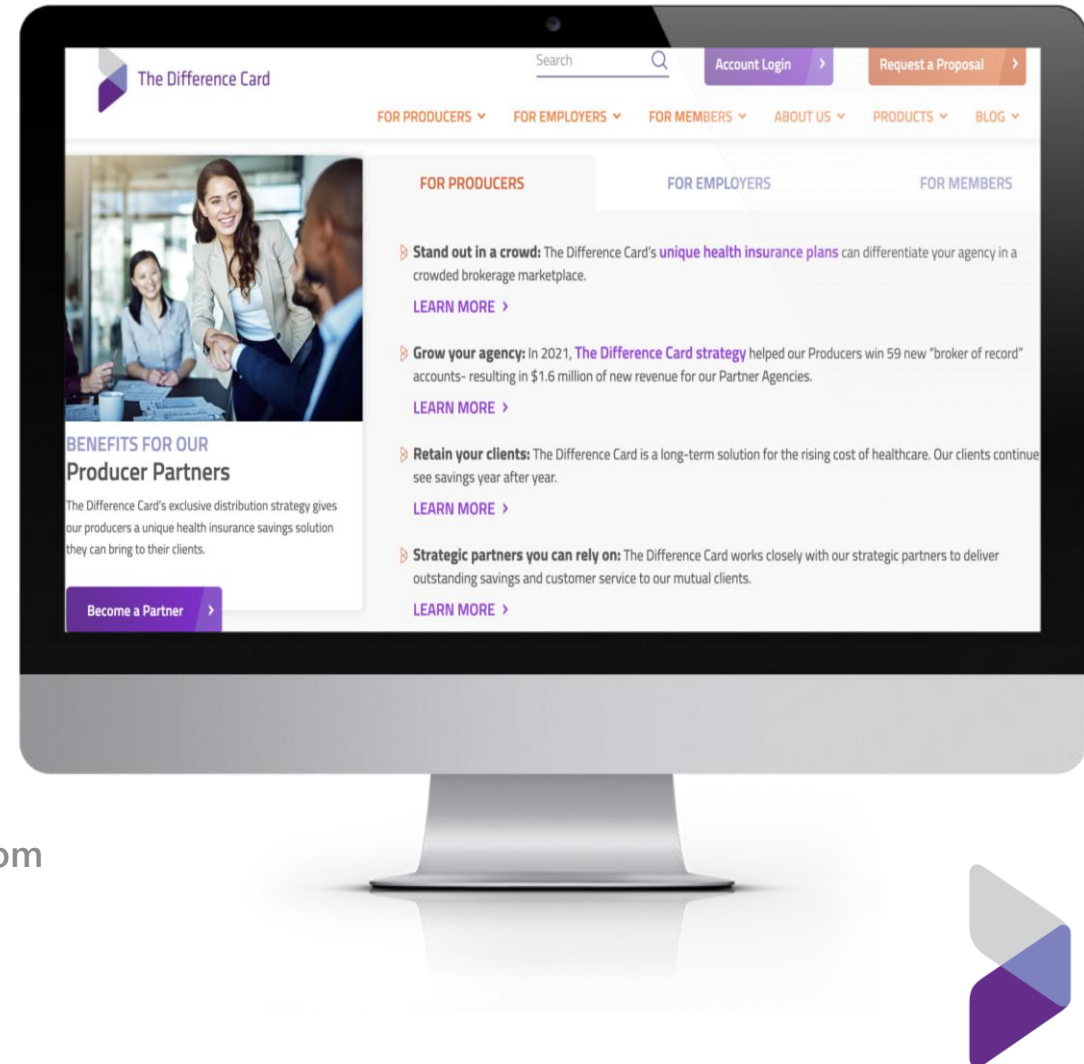 The Difference Card
Search
Account Login
Request a Proposal
FOR PRODUCERS
FOR EMPLOYERS
FOR MEMBERS
ABOUT US
PRODUCTS
BLOG
FOR PRODUCERS
FOR EMPLOYERS
FOR MEMBERS
BENEFITS FOR OUR
Producer Partners
The Difference Card's exclusive distribution strategy gives
our producers a unique health insurance savings solution
they can bring to their clients.
Become a Partner
Stand out in a crowd: The Difference Card's unique health insurance plans can differentiate your agency in a
crowded brokerage marketplace.
LEARN MORE
Grow your agency: In 2021, The Difference Card strategy helped our Producers win 59 new "broker of record"
accounts- resulting in $1.6 million of new revenue for our Partner Agencies.
LEARN MORE
Retain your clients: The Difference Card is a long-term solution for the rising cost of healthcare. Our clients continue
see savings year after year.
LEARN MORE
Strategic partners you can rely on: The Difference Card works closely with our strategic partners to deliver
outstanding savings and customer service to our mutual clients.
LEARN MORE
om